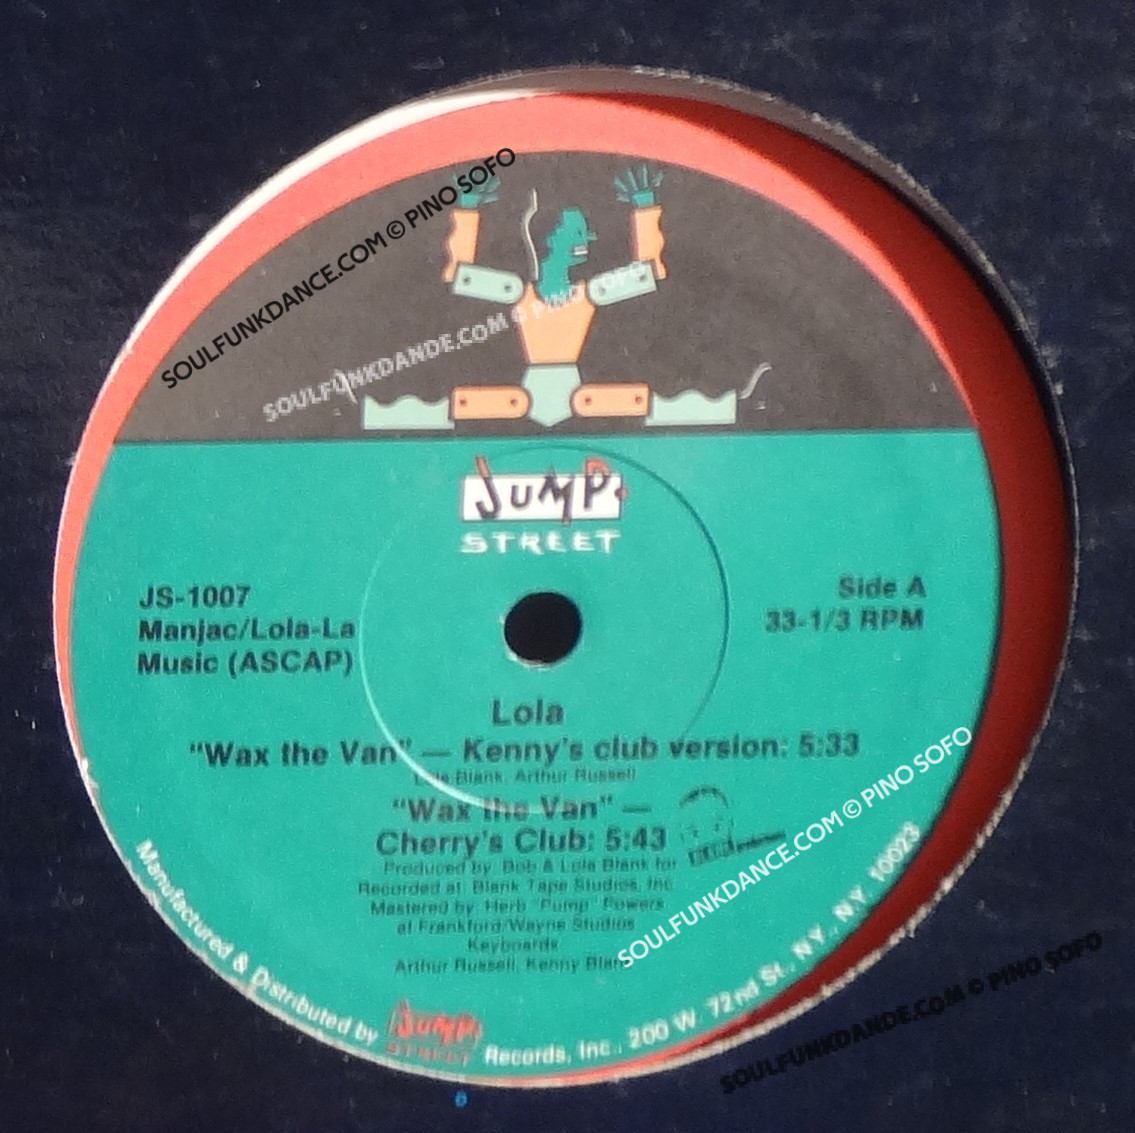 SOULFUNKDANCE.COM © PINO SOFO
SOULFUNKDANDE.COM © PINO SOFO
JUMP.
STREET
JS-1007
Manjac/Lola-La
Music (ASCAP)
Side A
33-1/3 RPM
Lola
"Wax the Van" — Kenny's club version: 5:33
Lola Blank, Arthur Russell
"Wax the Van" —
Cherry's Club: 5:43
Produced by: Bob & Lola Blank for
Recorded at: Blank Tape Studios, Inc.
Mastered by: Herb "Pump" Powers
at Frankford/Wayne Studios
Keyboards
Arthur Russell, Kenny Blank
SOULFUNKDANCE.COM © PINO SOFO
Manufactured & Distributed by JUMP STREET Records, Inc., 200 W. 72nd St., N.Y., N.Y. 10023
SOULFUNKDANDE.COM © PINO SOFO